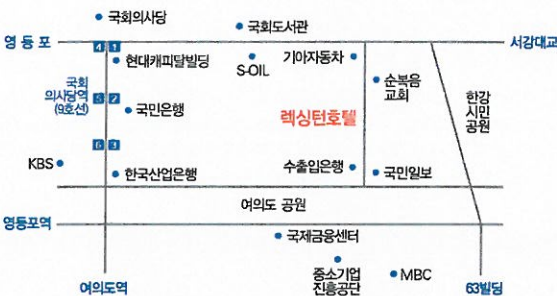 국회의사당
국회도서관
영등포
서강대교
4 1
현대캐피탈빌딩
S-OIL
기아자동차
순복음
교회
국회
의사당역
(9호선)
5 2
국민은행
렉싱턴호텔
한강
시민
공원
6 3
KBS
한국산업은행
수출입은행
국민일보
여의도 공원
영등포역
국제금융센터
중소기업
진흥공단
MBC
여의도역
63빌딩